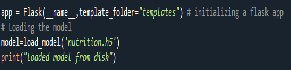 app = Flask(__name__,template_folder="templates") # initializing a flask app
# Loading the model
model=load_model('nutrition.h5')
print("Loaded model from disk")